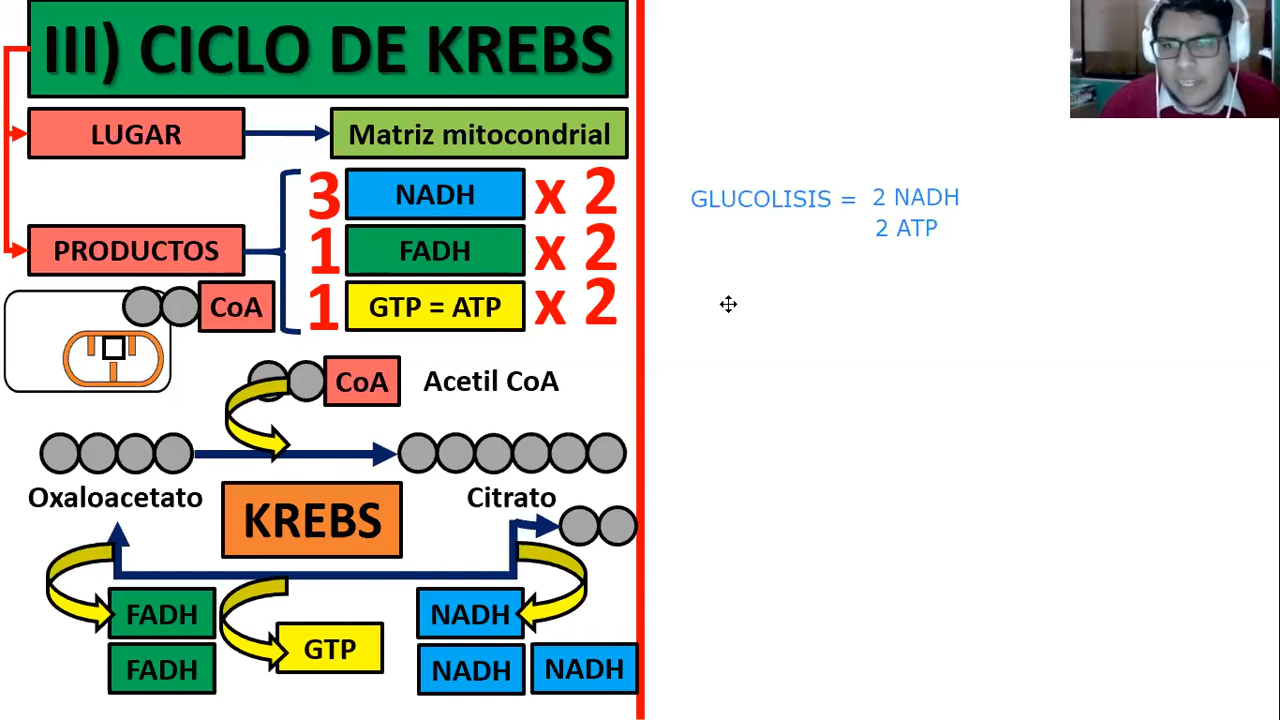 III) CICLO DE KREBS
LUGAR
Matriz mitocondrial
3 NADH x 2
PRODUCTOS
1 FADH x 2
1 GTP = ATP x 2
CoA
CoA
Acetil CoA
Oxaloacetato
Citrato
KREBS
FADH
FADH
GTP
NADH
NADH
NADH
GLUCOLISIS = 2 NADH
2 ATP